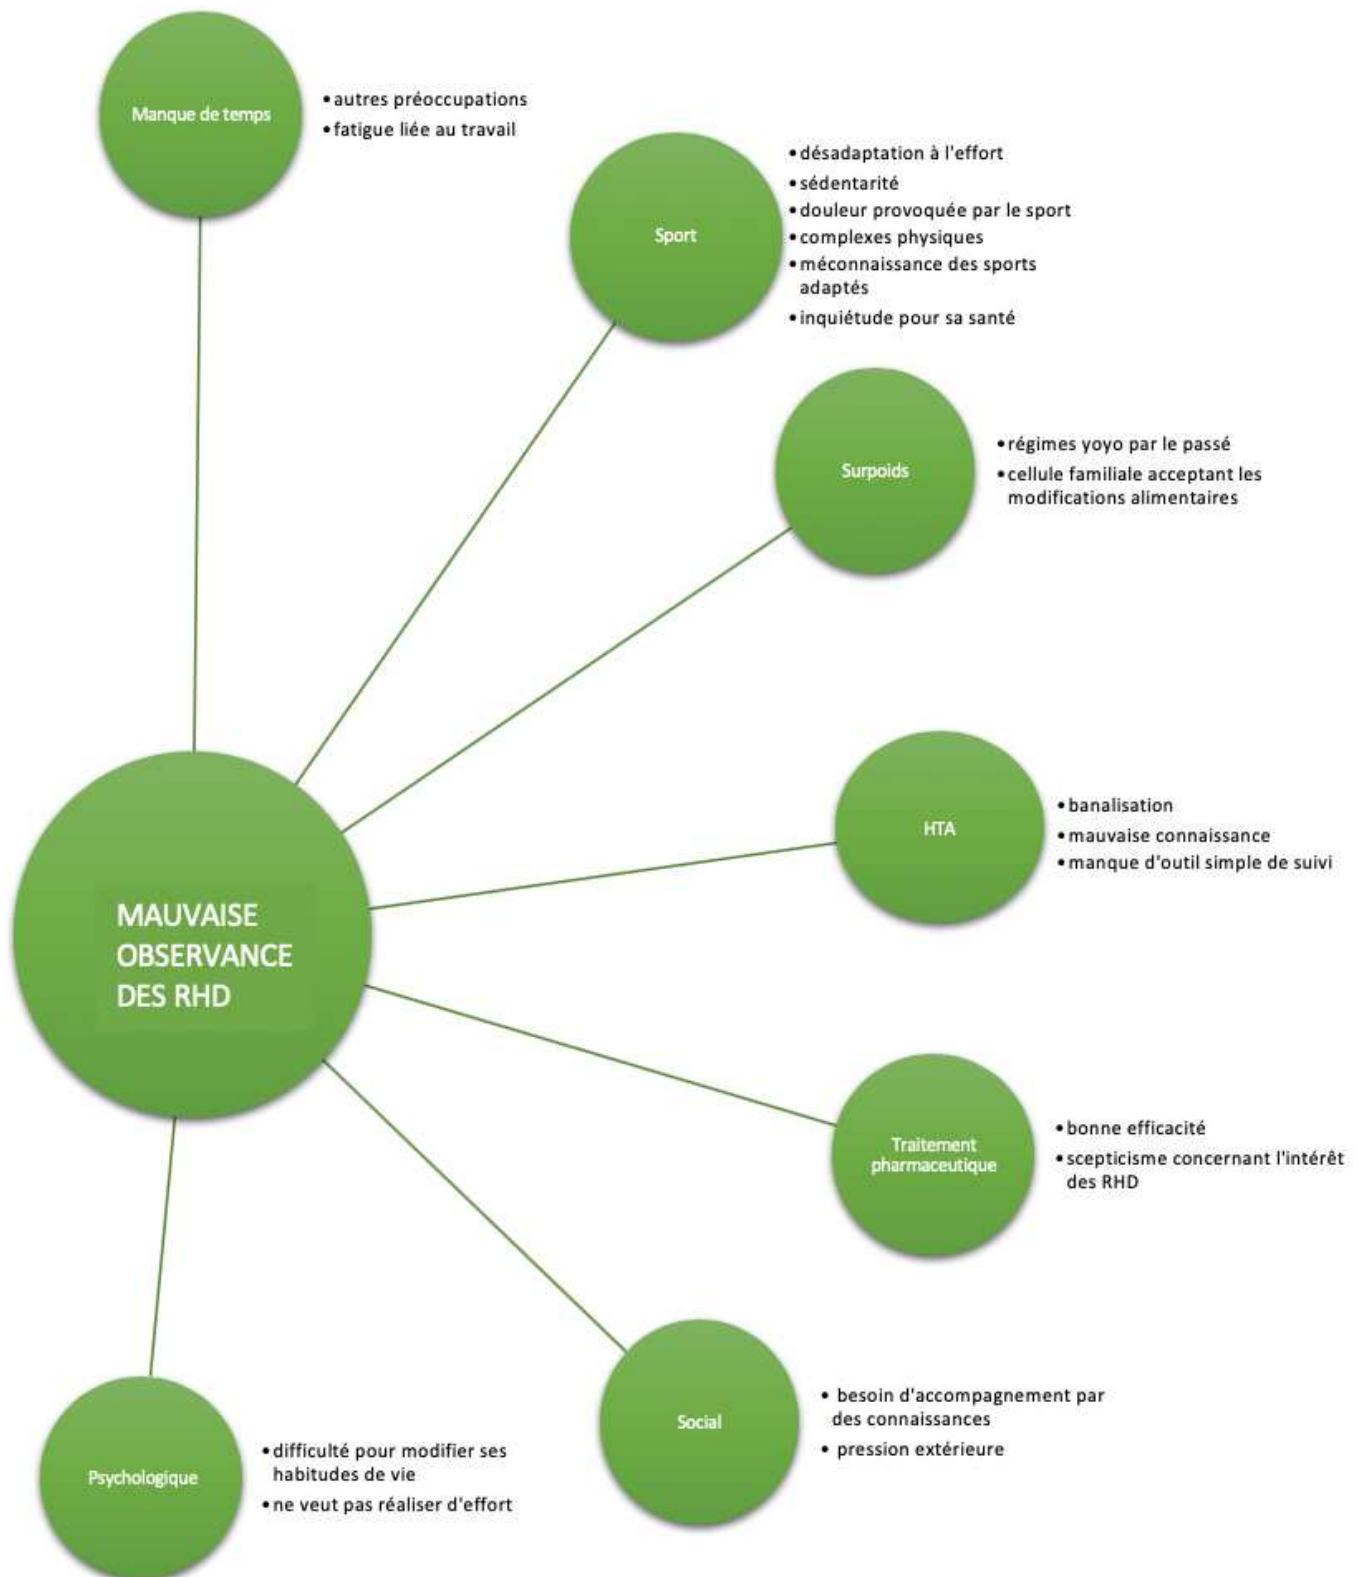 Manque de temps
•autres préoccupations
•fatigue liée au travail
Sport
•désadaptation à l'effort
•sédentarité
•douleur provoquée par le sport
•complexes physiques
•méconnaissance des sports
adaptés
•inquiétude pour sa santé
Surpoids
•régimes yoyo par le passé
•cellule familiale acceptant les
modifications alimentaires
HTA
•banalisation
•mauvaise connaissance
•manque d'outil simple de suivi
MAUVAISE
OBSERVANCE
DES RHD
Traitement
pharmaceutique
•bonne efficacité
•scepticisme concernant l'intérêt
des RHD
Social
• besoin d'accompagnement par
des connaissances
• pression extérieure
Psychologique
•difficulté pour modifier ses
habitudes de vie
•ne veut pas réaliser d'effort